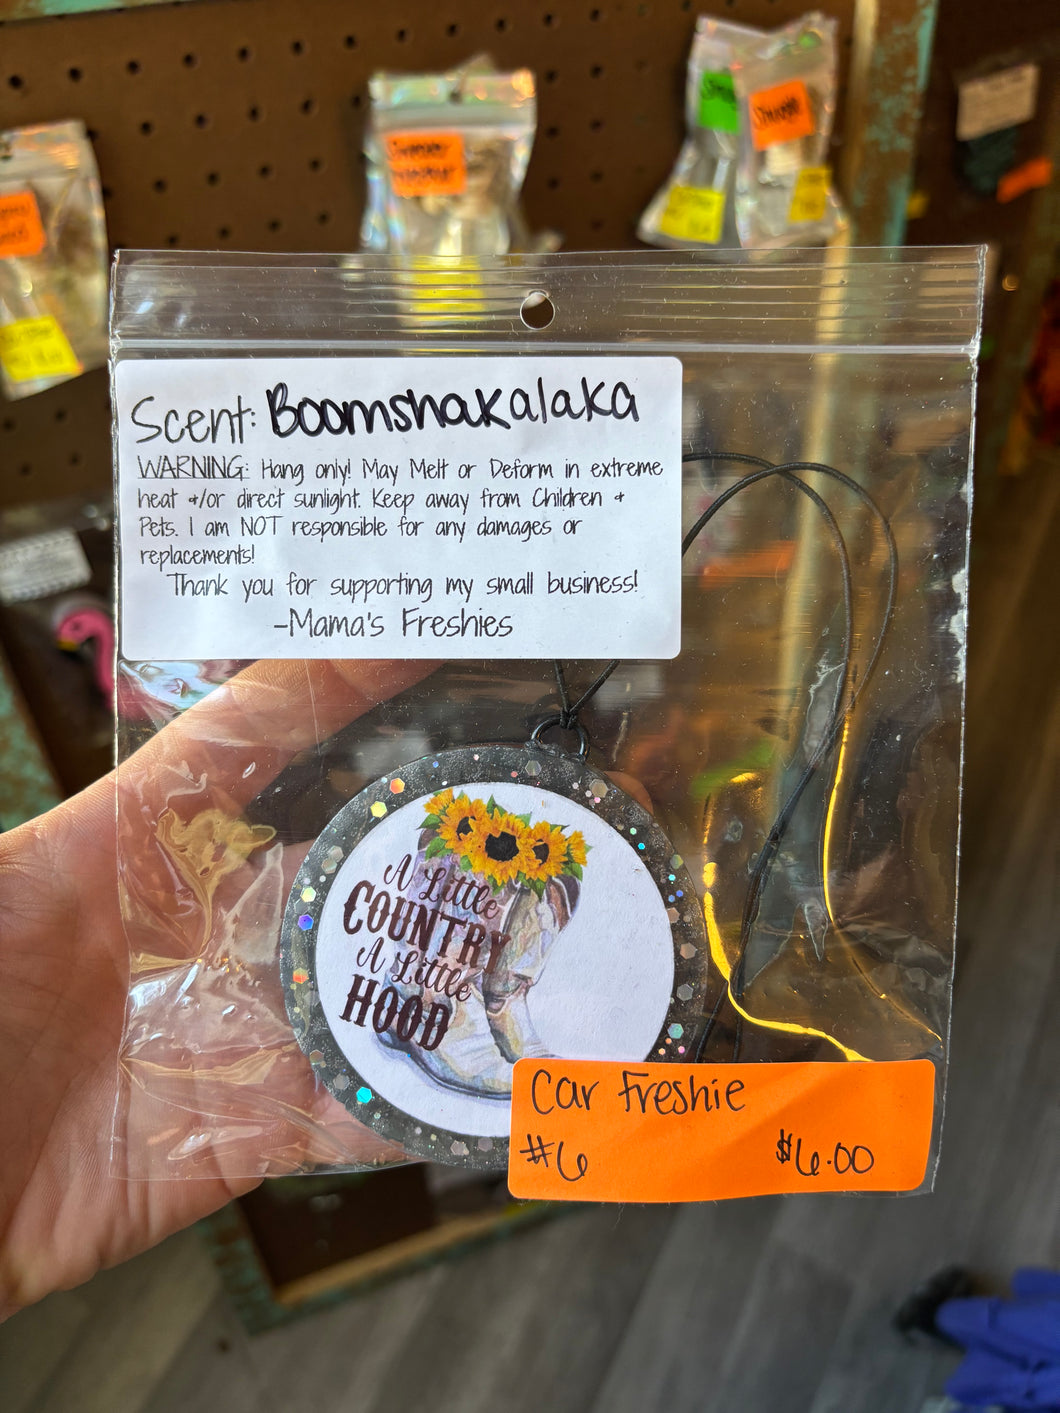 Scent: Boomshakalaka
WARNING: Hang only! May Melt or Deform in extreme
heat +/or direct sunlight. Keep away from Children +
Pets. I am NOT responsible for any damages or
replacements!
Thank you for supporting my small business!
-Mama's Freshies
A Little
COUNTRY
A Little
HOOD
Car Freshie
#6 $6.00